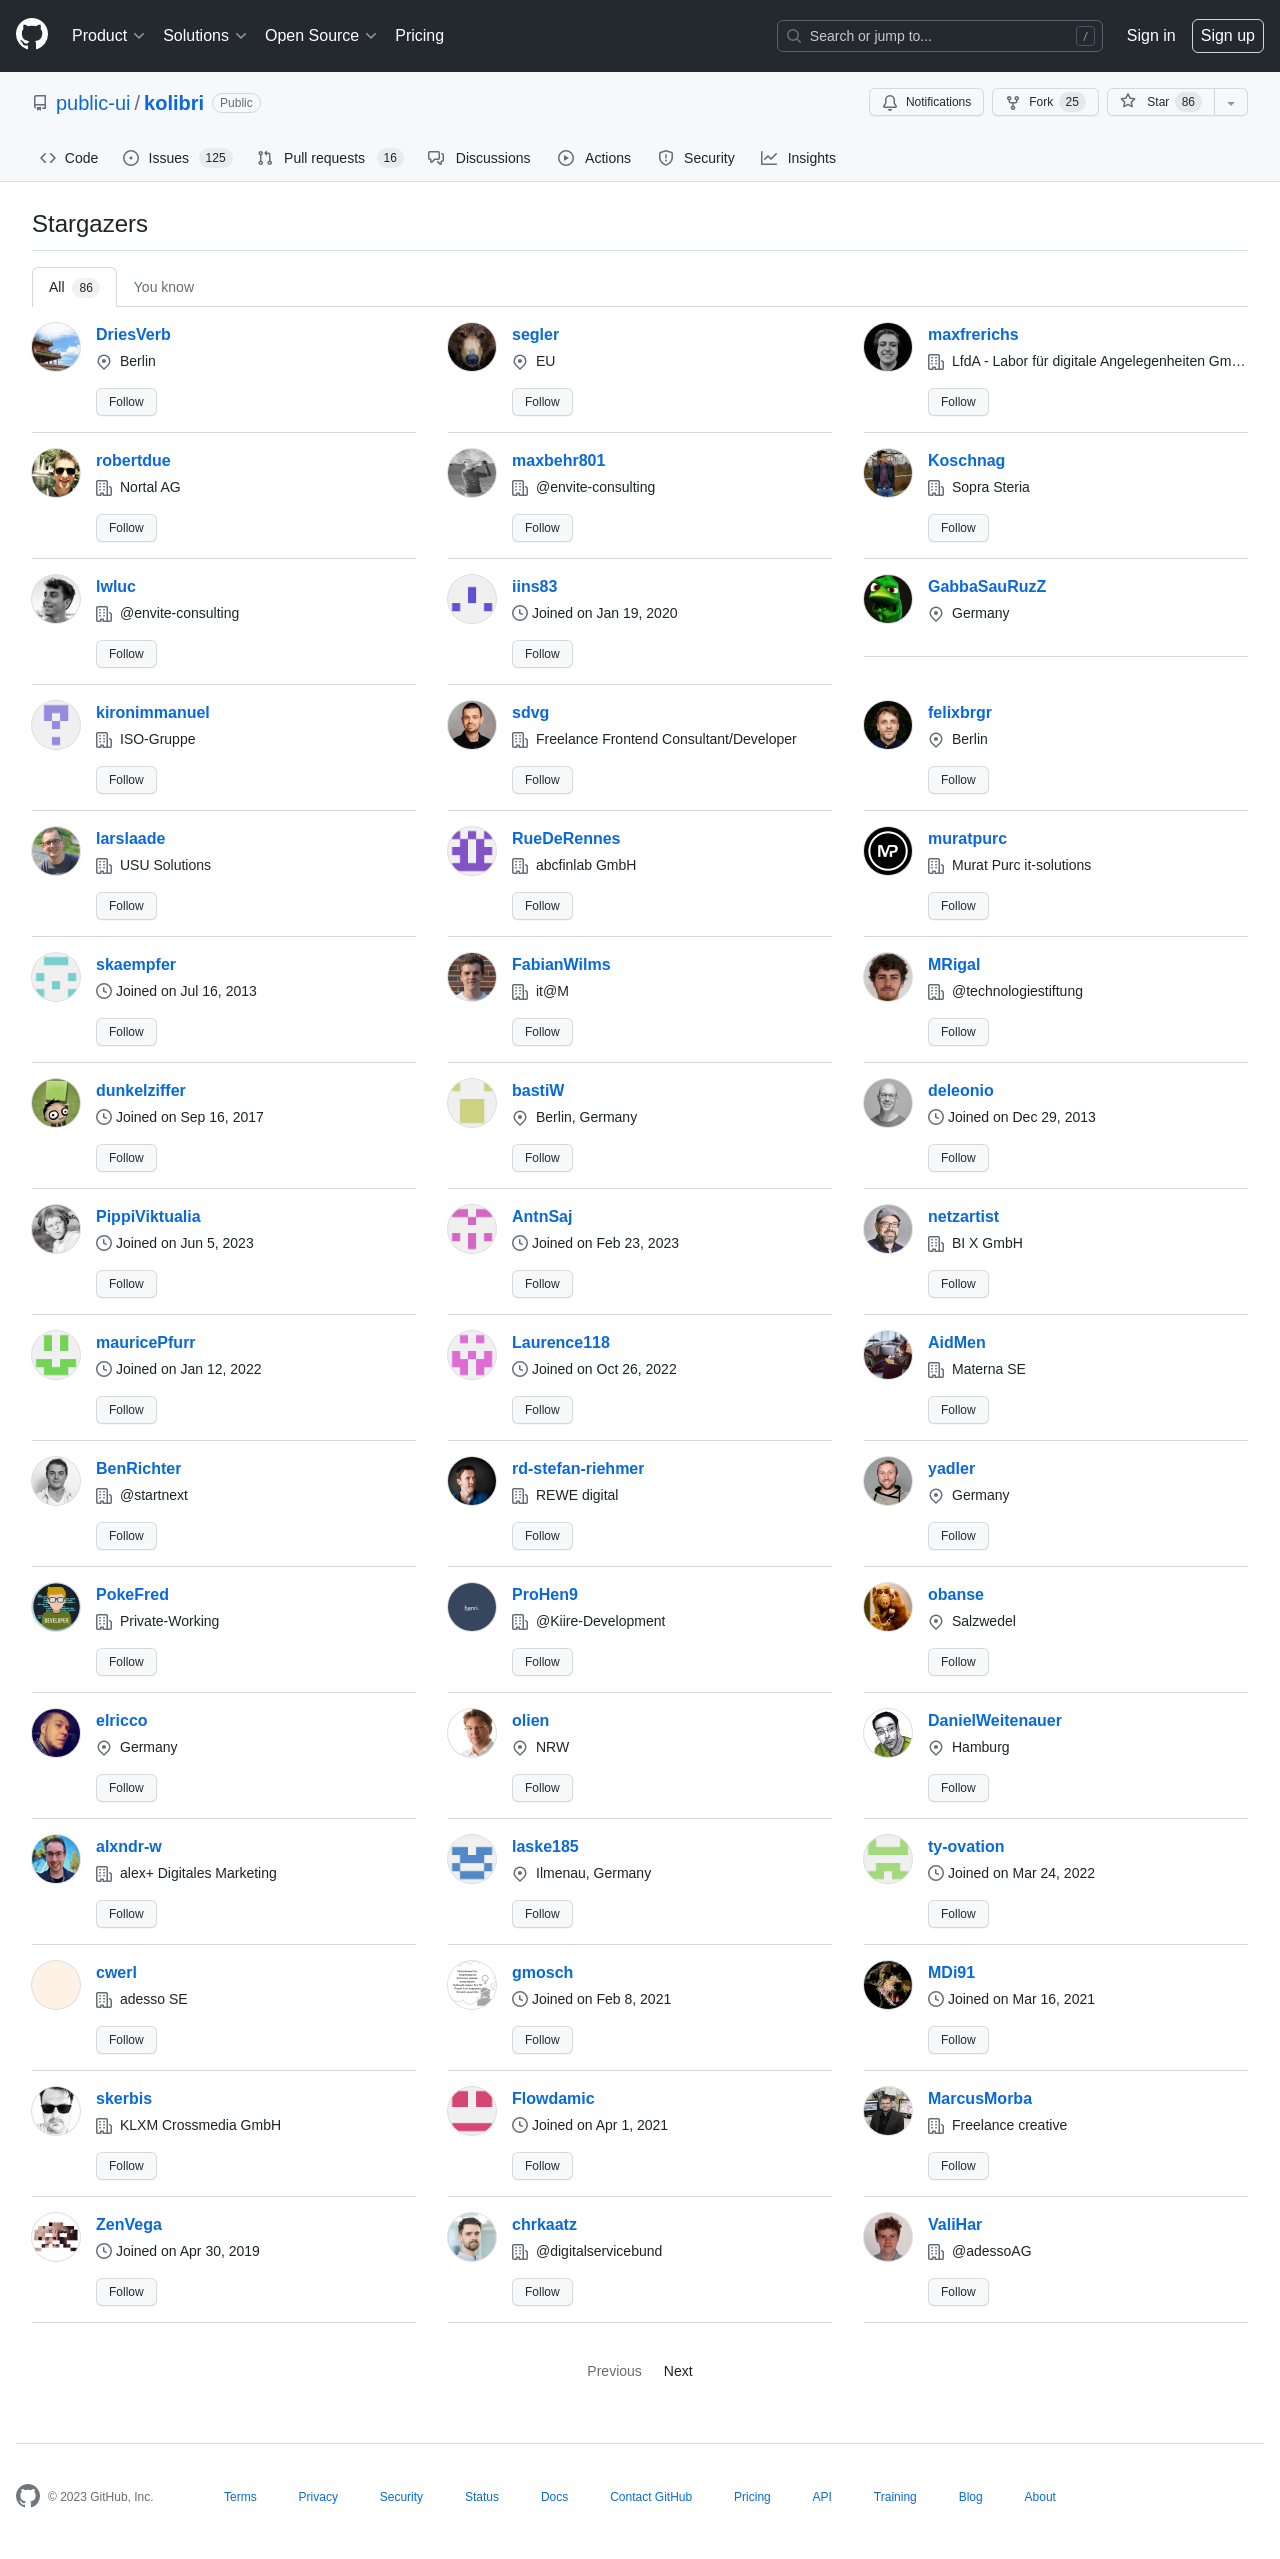 Product Solutions Open Source Pricing Search or jump to... / Sign in Sign up
public-ui / kolibri Public Notifications Fork 25 Star 86
Code Issues 125 Pull requests 16 Discussions Actions Security Insights
Stargazers
All 86 You know
DriesVerb segler maxfrerichs
Berlin EU LfdA - Labor für digitale Angelegenheiten Gm…
Follow Follow Follow
robertdue maxbehr801 Koschnag
Nortal AG @envite-consulting Sopra Steria
Follow Follow Follow
lwluc iins83 GabbaSauRuzZ
@envite-consulting Joined on Jan 19, 2020 Germany
Follow Follow
kironimmanuel sdvg felixbrgr
ISO-Gruppe Freelance Frontend Consultant/Developer Berlin
Follow Follow Follow
larslaade RueDeRennes muratpurc
USU Solutions abcfinlab GmbH Murat Purc it-solutions
Follow Follow Follow
skaempfer FabianWilms MRigal
Joined on Jul 16, 2013 it@M @technologiestiftung
Follow Follow Follow
dunkelziffer bastiW deleonio
Joined on Sep 16, 2017 Berlin, Germany Joined on Dec 29, 2013
Follow Follow Follow
PippiViktualia AntnSaj netzartist
Joined on Jun 5, 2023 Joined on Feb 23, 2023 BI X GmbH
Follow Follow Follow
mauricePfurr Laurence118 AidMen
Joined on Jan 12, 2022 Joined on Oct 26, 2022 Materna SE
Follow Follow Follow
BenRichter rd-stefan-riehmer yadler
@startnext REWE digital Germany
Follow Follow Follow
PokeFred ProHen9 obanse
Private-Working @Kiire-Development Salzwedel
Follow Follow Follow
elricco olien DanielWeitenauer
Germany NRW Hamburg
Follow Follow Follow
alxndr-w laske185 ty-ovation
alex+ Digitales Marketing Ilmenau, Germany Joined on Mar 24, 2022
Follow Follow Follow
cwerl gmosch MDi91
adesso SE Joined on Feb 8, 2021 Joined on Mar 16, 2021
Follow Follow Follow
skerbis Flowdamic MarcusMorba
KLXM Crossmedia GmbH Joined on Apr 1, 2021 Freelance creative
Follow Follow Follow
ZenVega chrkaatz ValiHar
Joined on Apr 30, 2019 @digitalservicebund @adessoAG
Follow Follow Follow
Previous Next
© 2023 GitHub, Inc. Terms Privacy Security Status Docs Contact GitHub Pricing API Training Blog About